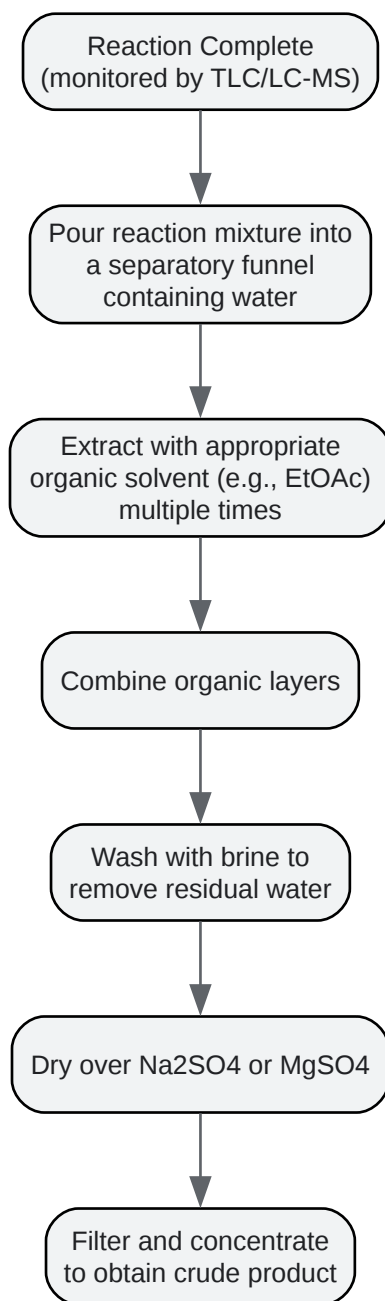 Reaction Complete
(monitored by TLC/LC-MS)
Pour reaction mixture into
a separatory funnel
containing water
Extract with appropriate
organic solvent (e.g., EtOAc)
multiple times
Combine organic layers
Wash with brine to
remove residual water
Dry over Na2SO4 or MgSO4
Filter and concentrate
to obtain crude product